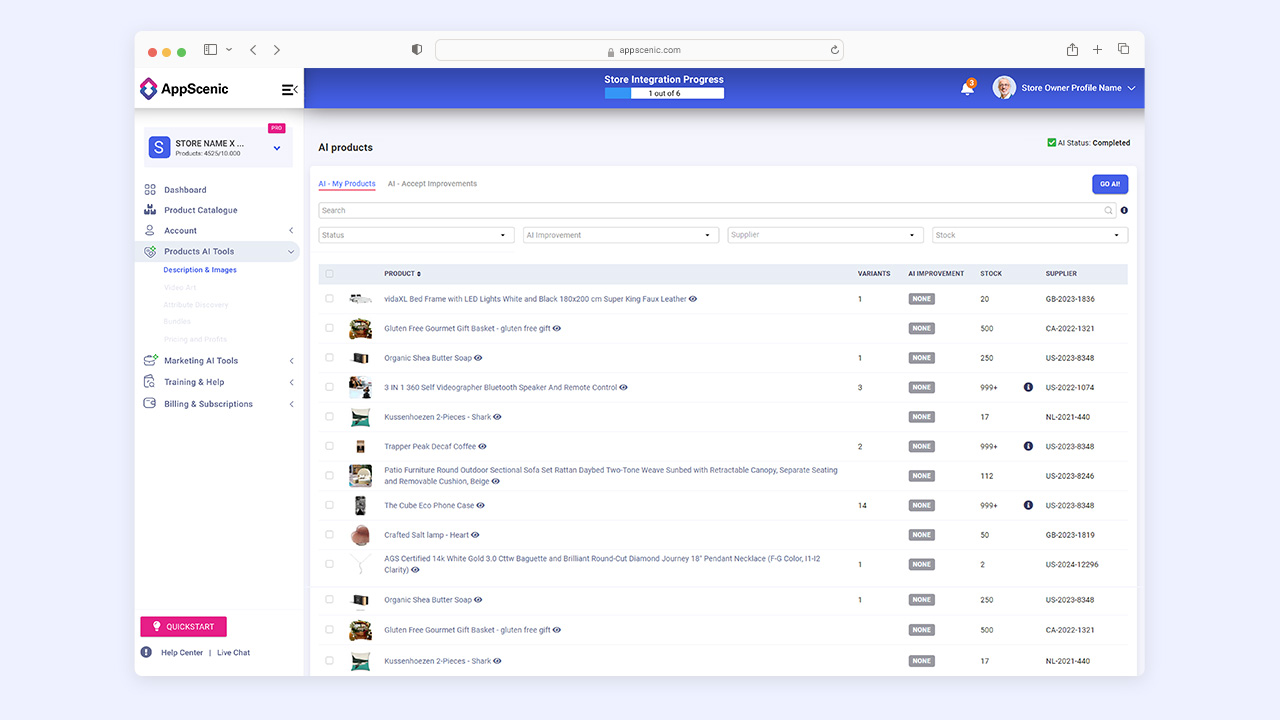 appscenic.com
AppScenic
Store Integration Progress
1 out of 6
3
Store Owner Profile Name
PRO
S
STORE NAME X ...
Products: 4525/10.000
Dashboard
Product Catalogue
Account
Products AI Tools
Description & Images
Video Art
Attribute Discovery
Bundles
Pricing and Profits
Marketing AI Tools
Training & Help
Billing & Subscriptions
QUICKSTART
Help Center | Live Chat
AI products
AI Status: Completed
AI - My Products AI - Accept Improvements
GO AI!
Search
Status AI Improvement Supplier Stock
PRODUCT VARIANTS AI IMPROVEMENT STOCK SUPPLIER
vidaXL Bed Frame with LED Lights White and Black 180x200 cm Super King Faux Leather 1 NONE 20 GB-2023-1836
Gluten Free Gourmet Gift Basket - gluten free gift NONE 500 CA-2022-1321
Organic Shea Butter Soap 1 NONE 250 US-2023-8348
3 IN 1 360 Self Videographer Bluetooth Speaker And Remote Control 3 NONE 999+ US-2022-1074
Kussenhoezen 2-Pieces - Shark NONE 17 NL-2021-440
Trapper Peak Decaf Coffee 2 NONE 999+ US-2023-8348
Patio Furniture Round Outdoor Sectional Sofa Set Rattan Daybed Two-Tone Weave Sunbed with Retractable Canopy, Separate Seating
and Removable Cushion, Beige NONE 112 US-2023-8246
The Cube Eco Phone Case 14 NONE 999+ US-2023-8348
Crafted Salt lamp - Heart NONE 50 GB-2023-1819
AGS Certified 14k White Gold 3.0 Cttw Baguette and Brilliant Round-Cut Diamond Journey 18" Pendant Necklace (F-G Color, I1-I2
Clarity) 1 NONE 2 US-2024-12296
Organic Shea Butter Soap 1 NONE 250 US-2023-8348
Gluten Free Gourmet Gift Basket - gluten free gift NONE 500 CA-2022-1321
Kussenhoezen 2-Pieces - Shark NONE 17 NL-2021-440